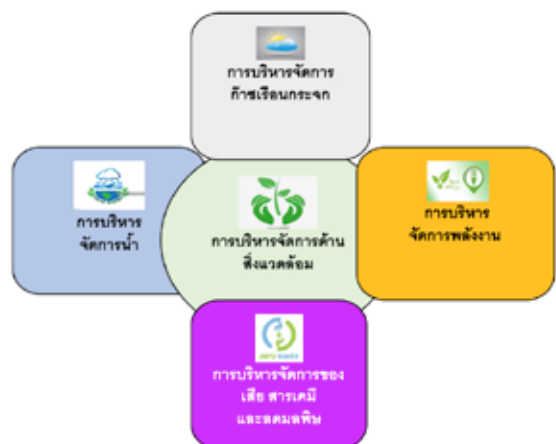 การบริหารจัดการ
ก๊าซเรือนกระจก
การบริหาร
จัดการน้ำ
การบริหารจัดการด้าน
สิ่งแวดล้อม
การบริหาร
จัดการพลังงาน
zero waste
การบริหารจัดการของ
เสีย สารเคมี
และลดมลพิษ